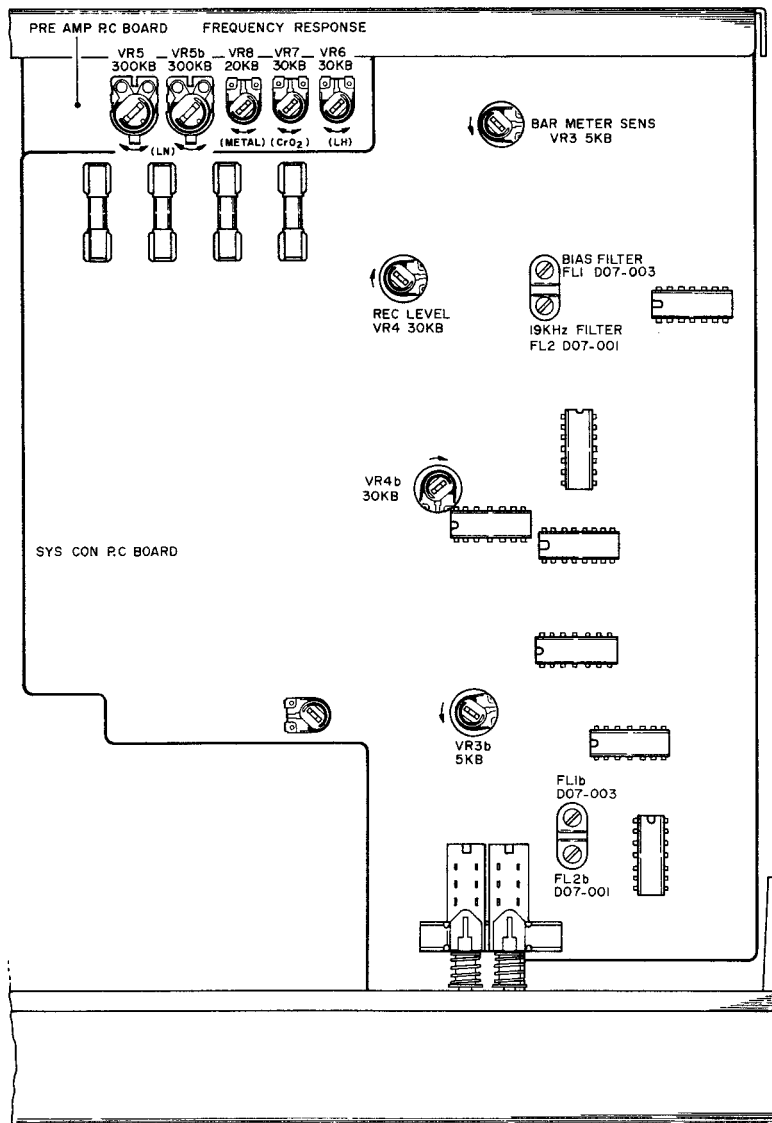 PRE AMP P.C BOARD
FREQUENCY RESPONSE
VR5
300KB
VR5b
300KB
VR8
20KB
VR7
30KB
VR6
30KB
(LN)
(METAL)
(CrO₂)
(LH)
BAR METER SENS
VR3 5KB
BIAS FILTER
FL1 D07-003
REC LEVEL
VR4 30KB
19KHz FILTER
FL2 D07-001
VR4b
30KB
SYS CON P.C BOARD
VR3b
5KB
FL1b
D07-003
FL2b
D07-001